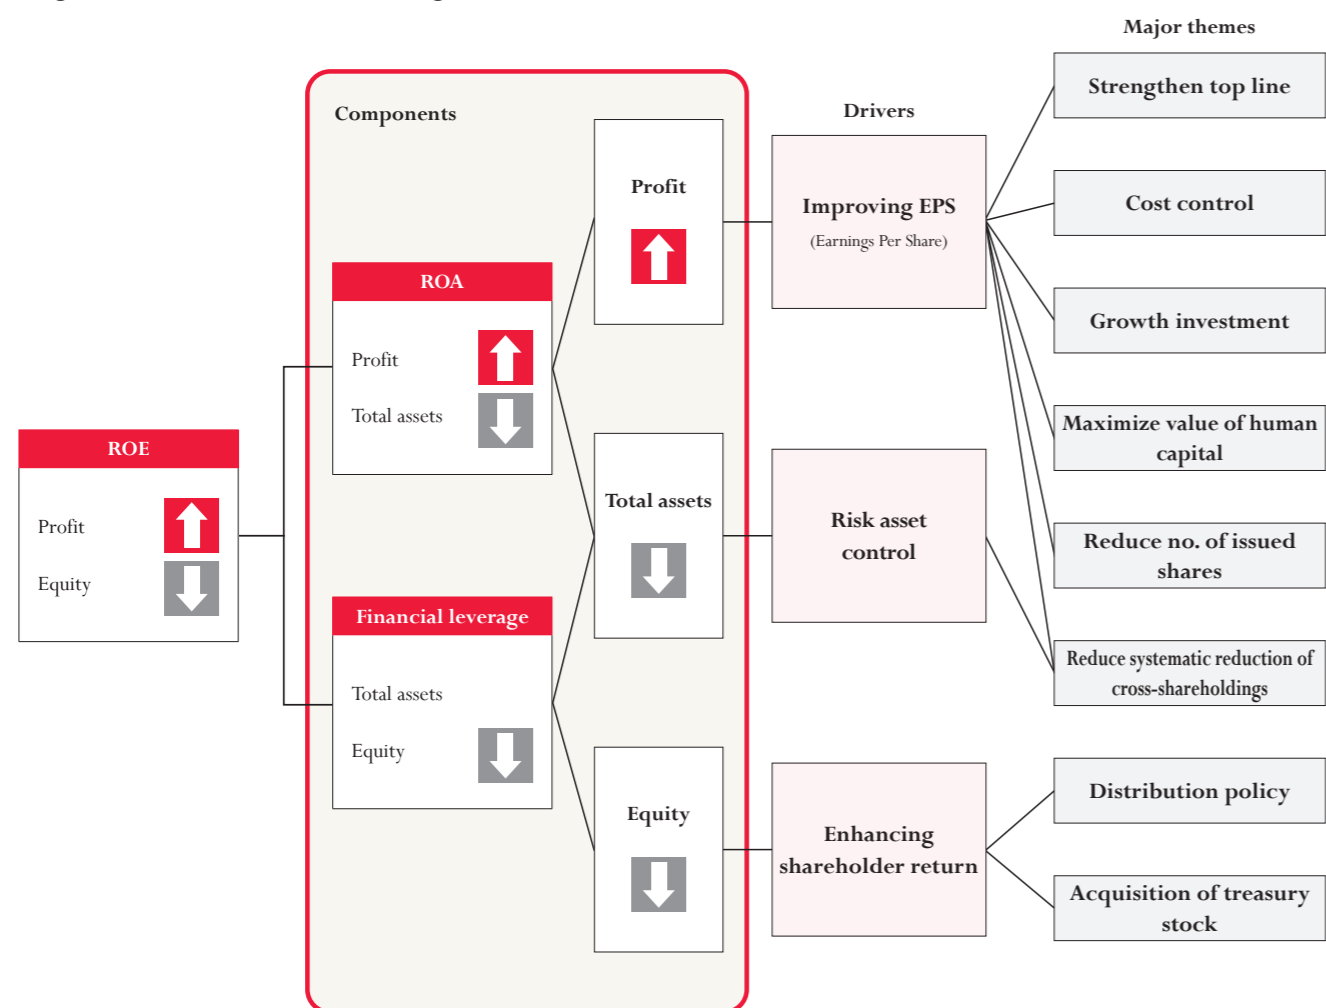 Major themes
Strengthen top line
Components
Drivers
Profit
Improving EPS
(Earnings Per Share)
Cost control
ROA
Profit
Total assets
Growth investment
Maximize value of human
capital
ROE
Profit
Equity
Total assets
Risk asset
control
Reduce no. of issued
shares
Financial leverage
Total assets
Equity
Reduce systematic reduction of
cross-shareholdings
Equity
Enhancing
shareholder return
Distribution policy
Acquisition of treasury
stock